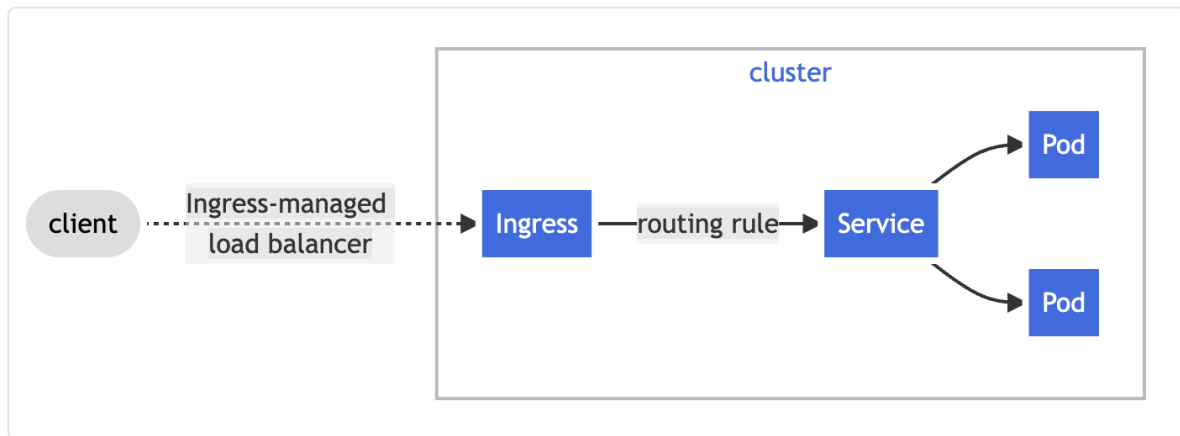 cluster
Pod
client
Ingress-managed
load balancer
Ingress
routing rule
Service
Pod